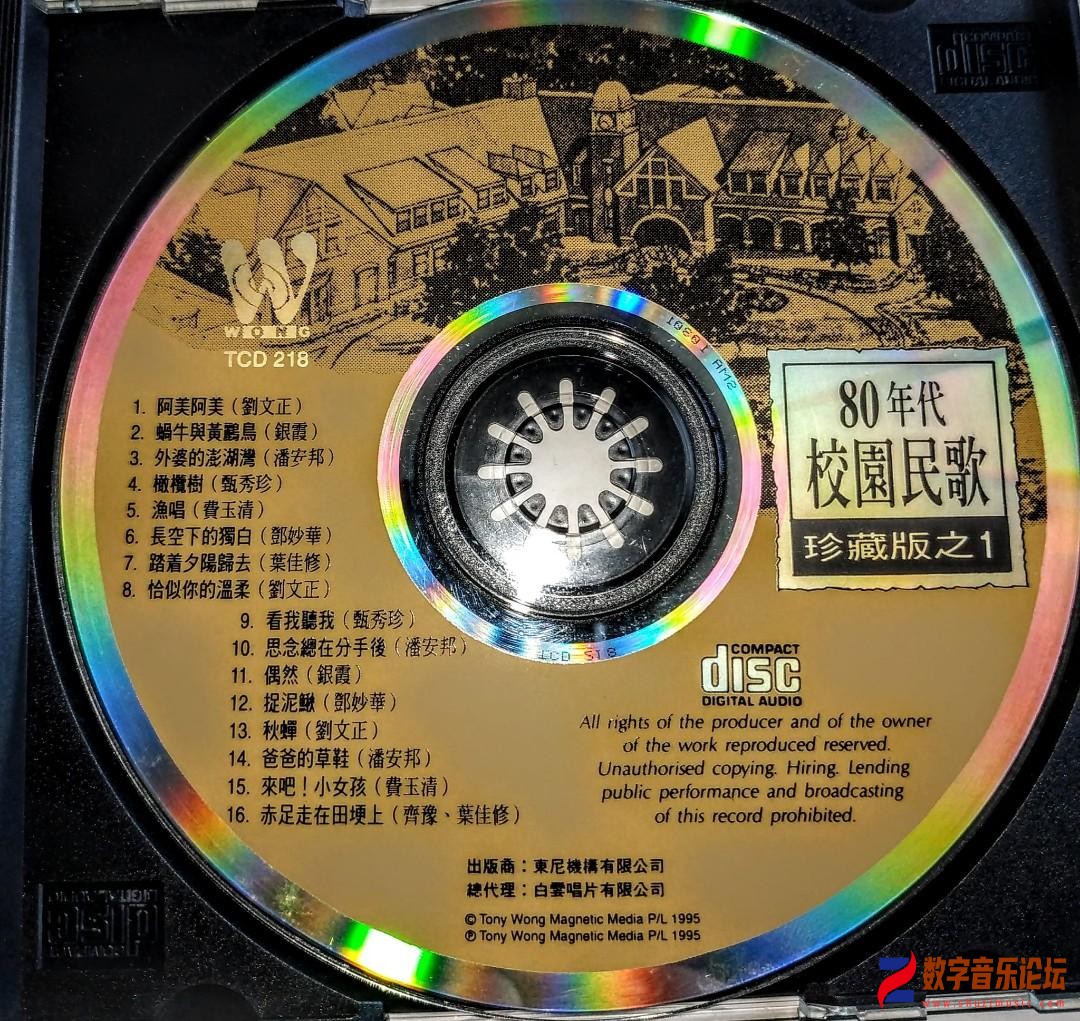 COMPACT
disc
DIGITAL AUDIO
WONG
TCD 218
80年代
校園民歌
珍藏版之1
1. 阿美阿美(劉文正)
2. 蝸牛與黃鸝鳥(銀霞)
3. 外婆的澎湖灣(潘安邦)
4. 橄欖樹(甄秀珍)
5. 漁唱(費玉清)
6. 長空下的獨白(鄧妙華)
7. 踏着夕陽歸去(葉佳修)
8. 恰似你的溫柔(劉文正)
9. 看我聽我(甄秀珍)
10. 思念總在分手後(潘安邦)
11. 偶然(銀霞)
12. 捉泥鰍(鄧妙華)
13. 秋蟬(劉文正)
14. 爸爸的草鞋(潘安邦)
15. 來吧!小女孩(費玉清)
16. 赤足走在田埂上(齊豫、葉佳修)
COMPACT
disc
DIGITAL AUDIO
All rights of the producer and of the owner
of the work reproduced reserved.
Unauthorised copying. Hiring. Lending
public performance and broadcasting
of this record prohibited.
出版商:東尼機構有限公司
總代理:白雲唱片有限公司
© Tony Wong Magnetic Media P/L 1995
℗ Tony Wong Magnetic Media P/L 1995
数字音乐论坛